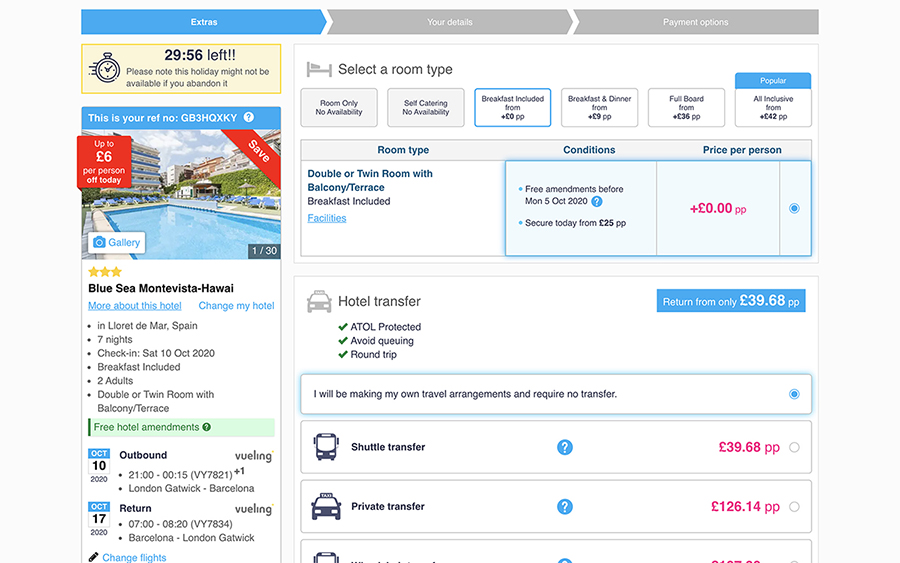 Extras
Your details
Payment options
29:56 left!!
Please note this holiday might not be
available if you abandon it
This is your ref no: GB3HQXKY ?
Up to
£6
per person
off today
Save
Gallery
1 / 30
Blue Sea Montevista-Hawai
More about this hotel
Change my hotel
in Lloret de Mar, Spain
7 nights
Check-in: Sat 10 Oct 2020
Breakfast Included
2 Adults
Double or Twin Room with
Balcony/Terrace
Free hotel amendments ?
OCT
10
2020
Outbound
vueling
21:00 - 00:15 (VY7821) +1
London Gatwick - Barcelona
OCT
17
2020
Return
vueling
07:00 - 08:20 (VY7834)
Barcelona - London Gatwick
Change flights
Select a room type
Room Only
No Availability
Self Catering
No Availability
Breakfast Included
from
+£0 pp
Breakfast & Dinner
from
+£9 pp
Full Board
from
+£36 pp
Popular
All Inclusive
from
+£42 pp
Room type
Conditions
Price per person
Double or Twin Room with
Balcony/Terrace
Breakfast Included
Facilities
Free amendments before
Mon 5 Oct 2020 ?
Secure today from £25 pp
+£0.00 pp
Hotel transfer
Return from only £39.68 pp
ATOL Protected
Avoid queuing
Round trip
I will be making my own travel arrangements and require no transfer.
Shuttle transfer
?
£39.68 pp
TAXI
Private transfer
?
£126.14 pp